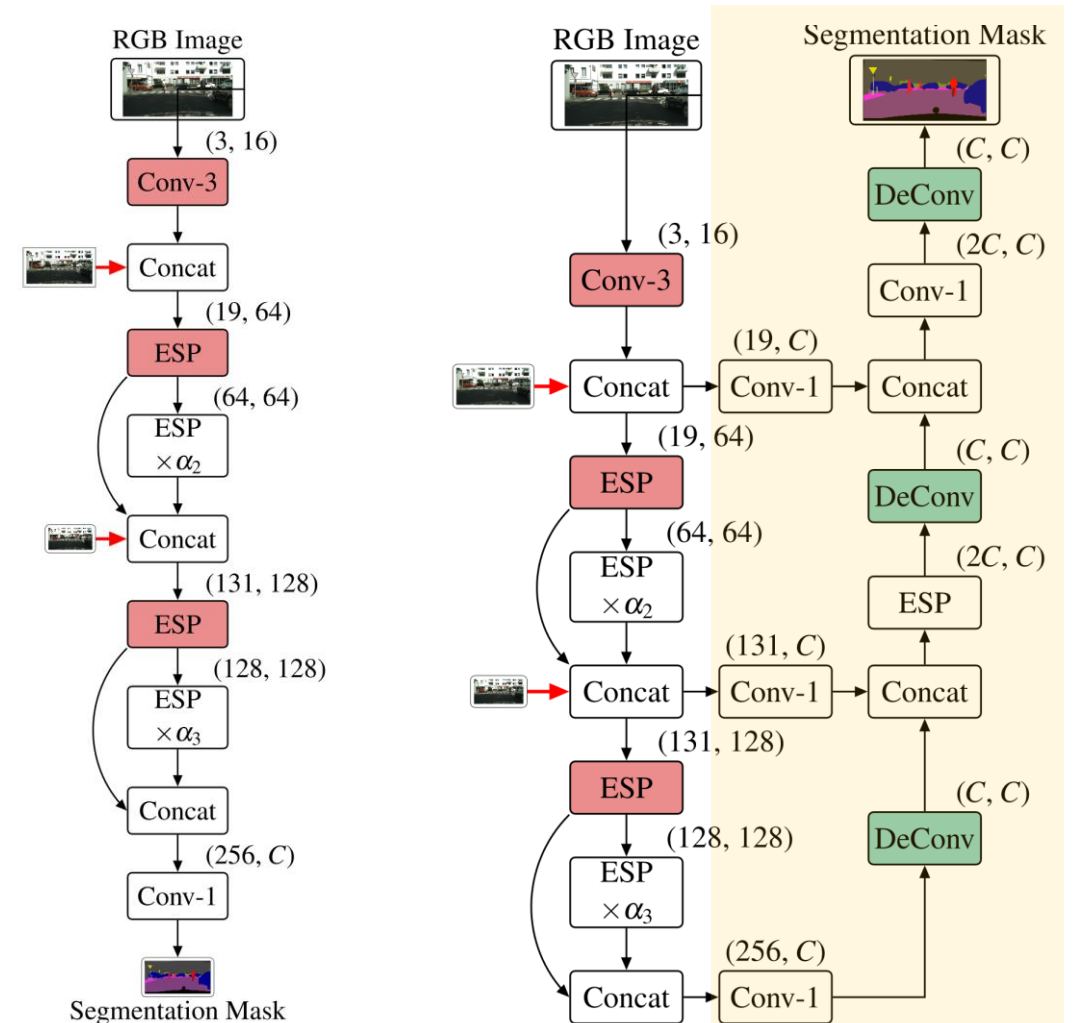 RGB Image
(3, 16)
Conv-3
Concat
(19, 64)
ESP
(64, 64)
ESP
×α₂
Concat
(131, 128)
ESP
(128, 128)
ESP
×α₃
Concat
(256, C)
Conv-1
Segmentation Mask
RGB Image
(3, 16)
Conv-3
Concat
(19, 64)
ESP
(64, 64)
ESP
×α₂
Concat
(131, 128)
ESP
(128, 128)
ESP
×α₃
Concat
(19, C)
Conv-1
(131, C)
Conv-1
(256, C)
Conv-1
Segmentation Mask
(C, C)
DeConv
(2C, C)
Conv-1
Concat
(C, C)
DeConv
(2C, C)
ESP
Concat
(C, C)
DeConv